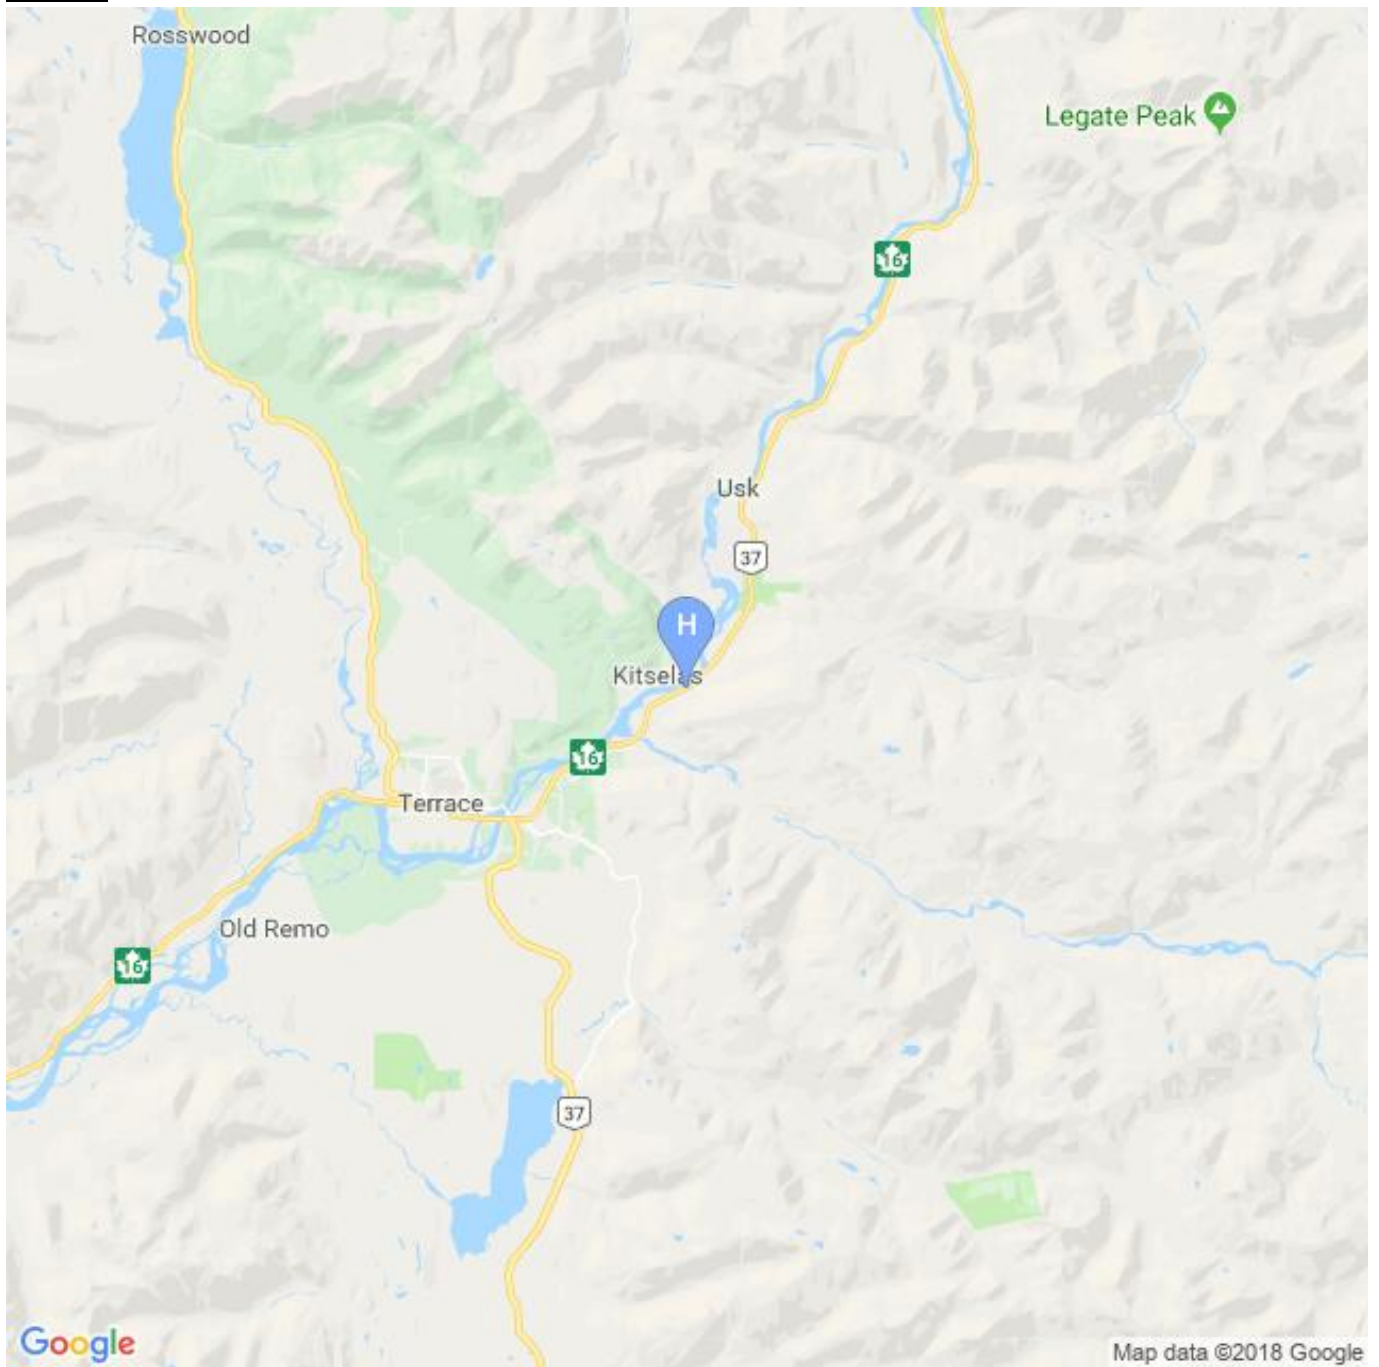 Rosswood
Legate Peak
16
Usk
37
H
Kitselas
16
Terrace
Old Remo
16
37
Google
Map data ©2018 Google